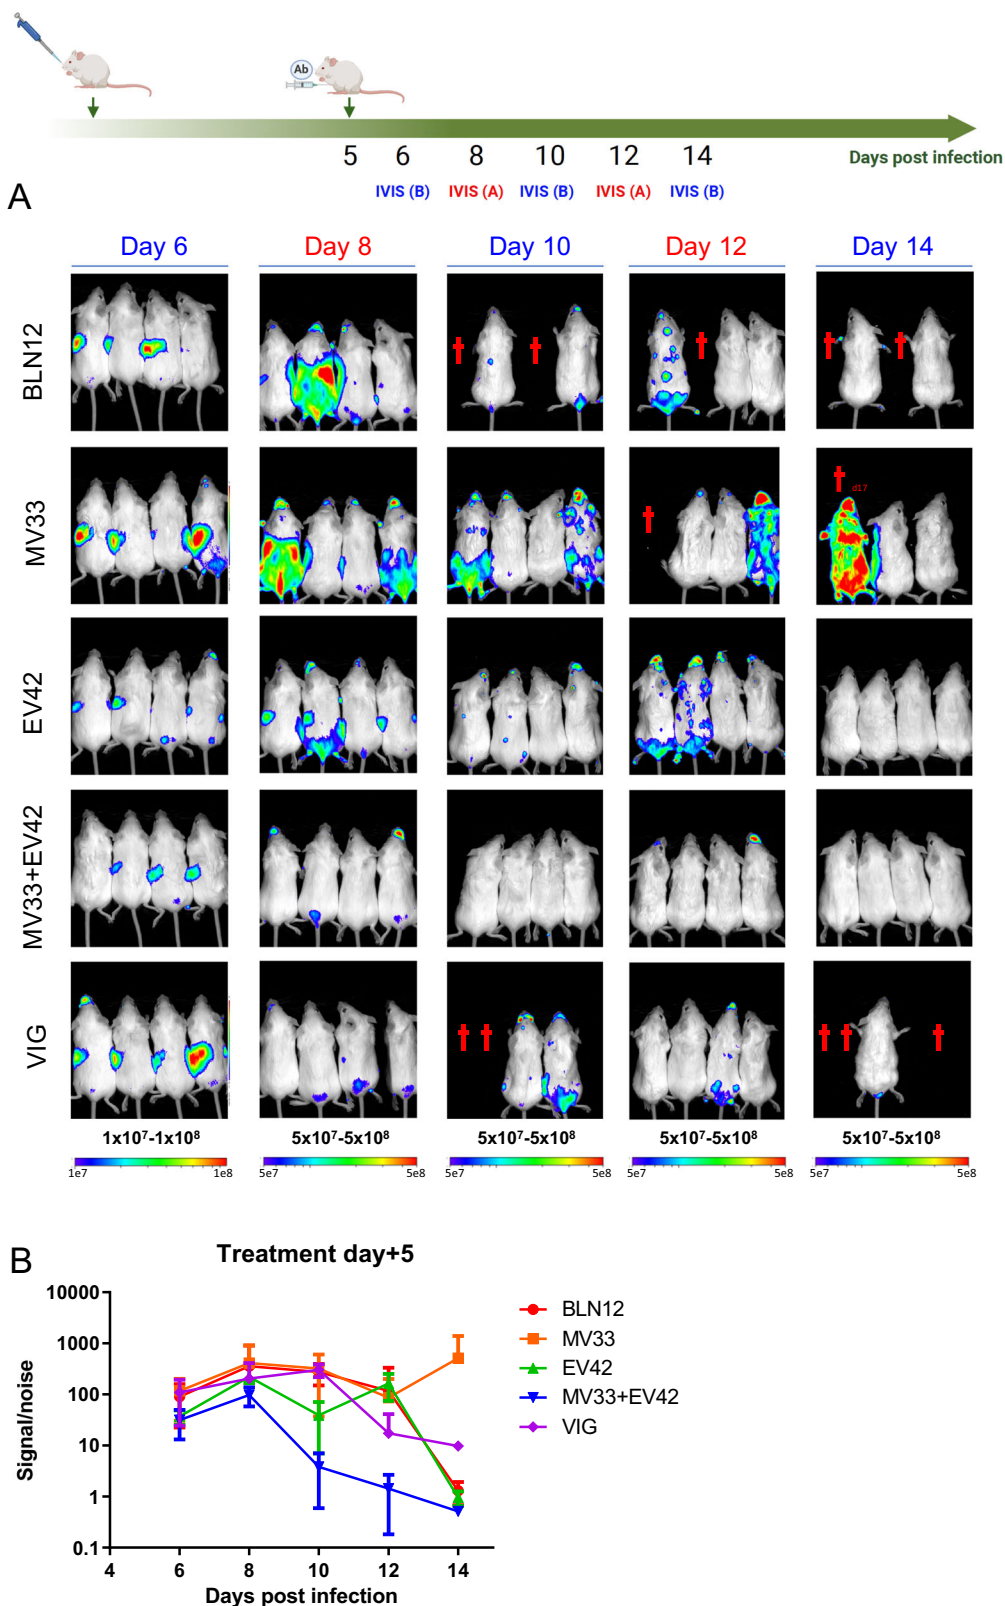 Ab
5 6 8 10 12 14 Days post infection
IVIS (B) IVIS (A) IVIS (B) IVIS (A) IVIS (B)
A
Day 6 Day 8 Day 10 Day 12 Day 14
BLN12
MV33
d17
EV42
MV33+EV42
VIG
1x10⁷-1x10⁸ 5x10⁷-5x10⁸ 5x10⁷-5x10⁸ 5x10⁷-5x10⁸ 5x10⁷-5x10⁸
1e7 1e8 5e7 5e8 5e7 5e8 5e7 5e8 5e7 5e8
B
Treatment day+5
Signal/noise
10000
1000
100
10
1
0.1
4 6 8 10 12 14
Days post infection
BLN12
MV33
EV42
MV33+EV42
VIG